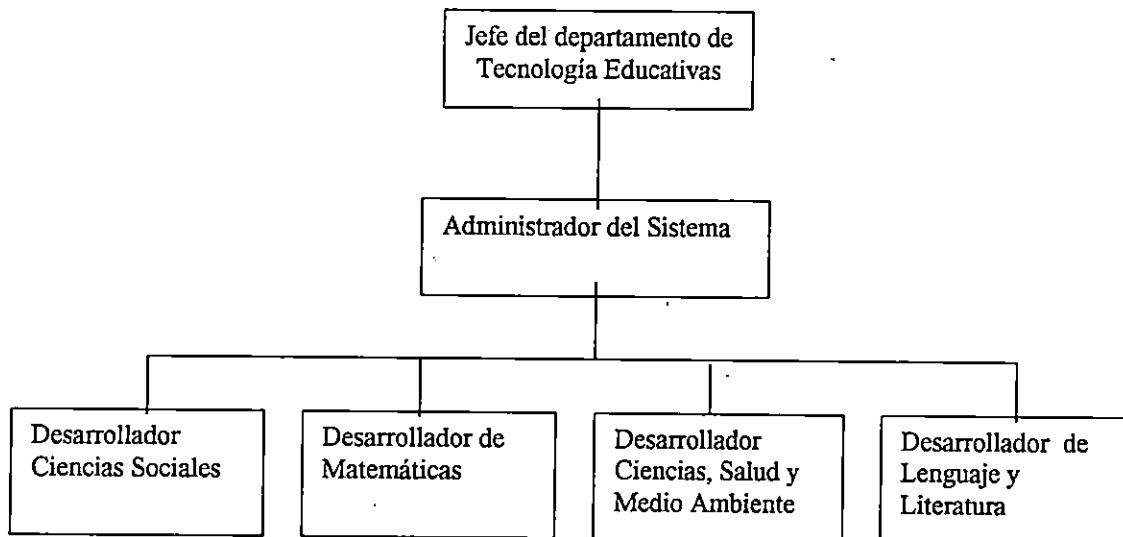 Jefe del departamento de
Tecnología Educativas
Administrador del Sistema
Desarrollador
Ciencias Sociales
Desarrollador de
Matemáticas
Desarrollador
Ciencias, Salud y
Medio Ambiente
Desarrollador de
Lenguaje y
Literatura